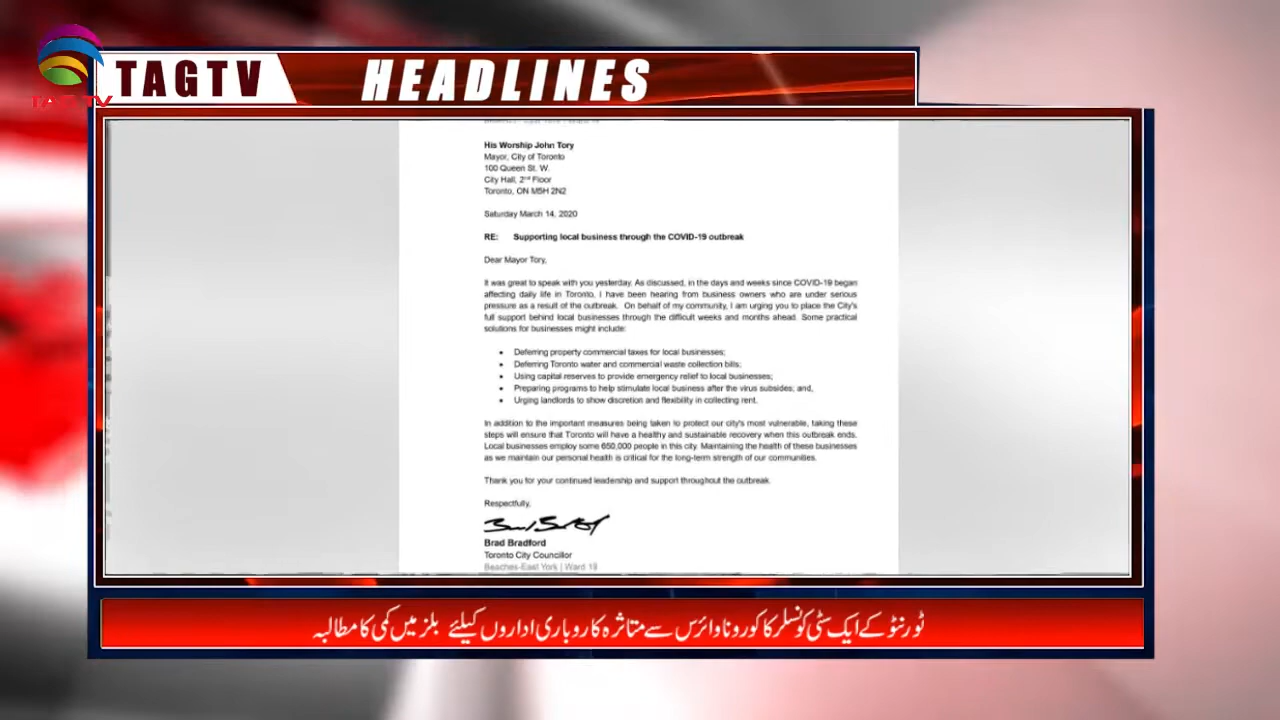 TAGTV HEADLINES
TAG TV
His Worship John Tory
Mayor, City of Toronto
100 Queen St. W.
City Hall, 2nd Floor
Toronto, ON M5H 2N2
Saturday March 14, 2020
RE: Supporting local business through the COVID-19 outbreak
Dear Mayor Tory,
It was great to speak with you yesterday. As discussed, in the days and weeks since COVID-19 began
affecting daily life in Toronto, I have been hearing from business owners who are under serious
pressure as a result of the outbreak. On behalf of my community, I am urging you to place the City's
full support behind local businesses through the difficult weeks and months ahead. Some practical
solutions for businesses might include:
• Deferring property commercial taxes for local businesses;
• Deferring Toronto water and commercial waste collection bills;
• Using capital reserves to provide emergency relief to local businesses;
• Preparing programs to help stimulate local business after the virus subsides; and,
• Urging landlords to show discretion and flexibility in collecting rent.
In addition to the important measures being taken to protect our city's most vulnerable, taking these
steps will ensure that Toronto will have a healthy and sustainable recovery when this outbreak ends.
Local businesses employ some 650,000 people in this city. Maintaining the health of these businesses
as we maintain our personal health is critical for the long-term strength of our communities.
Thank you for your continued leadership and support throughout the outbreak.
Respectfully,
Brad Bradford
Toronto City Councillor
Beaches-East York | Ward 19
ٹورنٹو کے ایک سٹی کونسلر کا کورونا وائرس سے متاثرہ کاروباری اداروں کیلئے بلز میں کمی کا مطالبہ